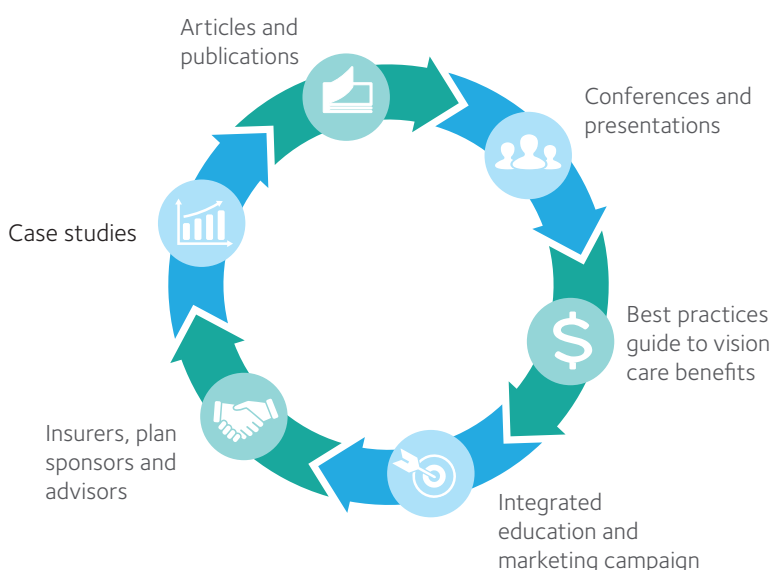 Articles and
publications
Conferences and
presentations
Best practices
guide to vision
care benefits
Integrated
education and
marketing campaign
Insurers, plan
sponsors and
advisors
Case studies
$